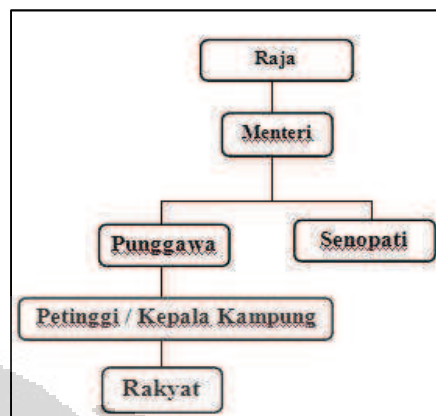 Raja
Menteri
Punggawa
Senopati
Petinggi / Kepala Kampung
Rakyat